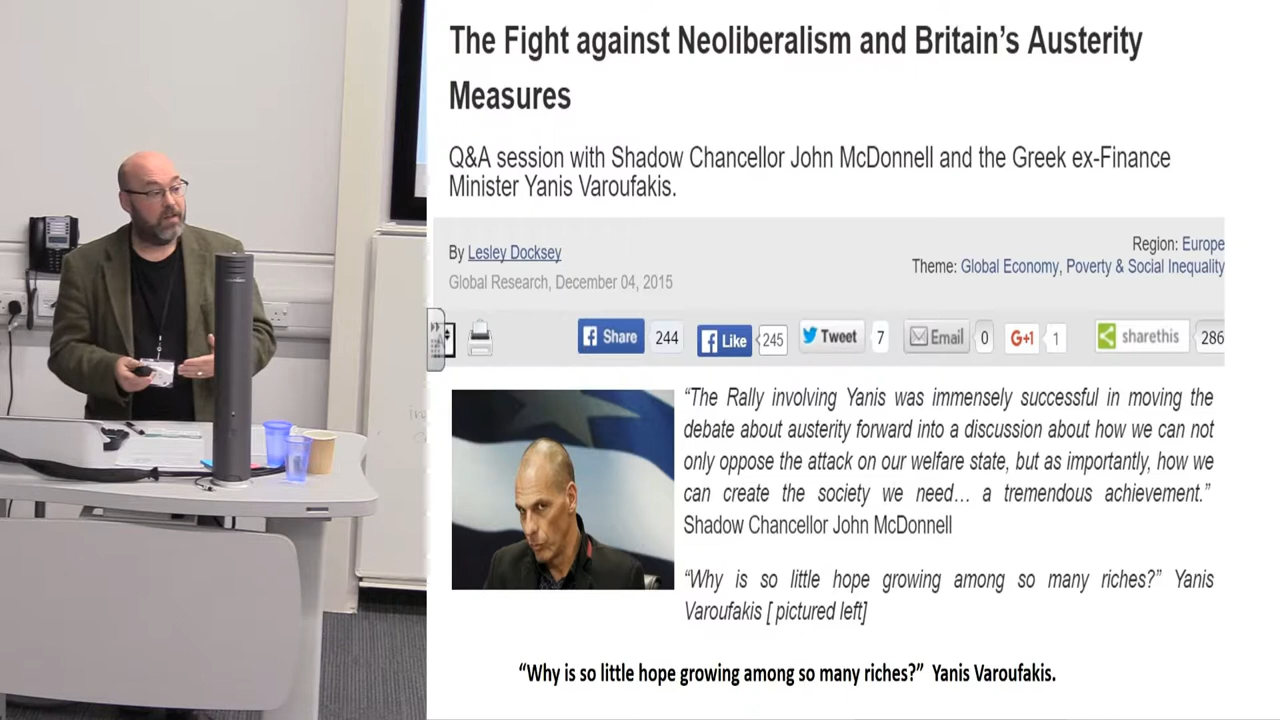 The Fight against Neoliberalism and Britain's Austerity
Measures
Q&A session with Shadow Chancellor John McDonnell and the Greek ex-Finance
Minister Yanis Varoufakis.
By Lesley Docksey
Region: Europe
Global Research, December 04, 2015
Theme: Global Economy, Poverty & Social Inequality
Share 244 Like 245 Tweet 7 Email 0 G+1 1 sharethis 286
“The Rally involving Yanis was immensely successful in moving the
debate about austerity forward into a discussion about how we can not
only oppose the attack on our welfare state, but as importantly, how we
can create the society we need… a tremendous achievement.”
Shadow Chancellor John McDonnell
“Why is so little hope growing among so many riches?” Yanis
Varoufakis [ pictured left]
“Why is so little hope growing among so many riches?” Yanis Varoufakis.